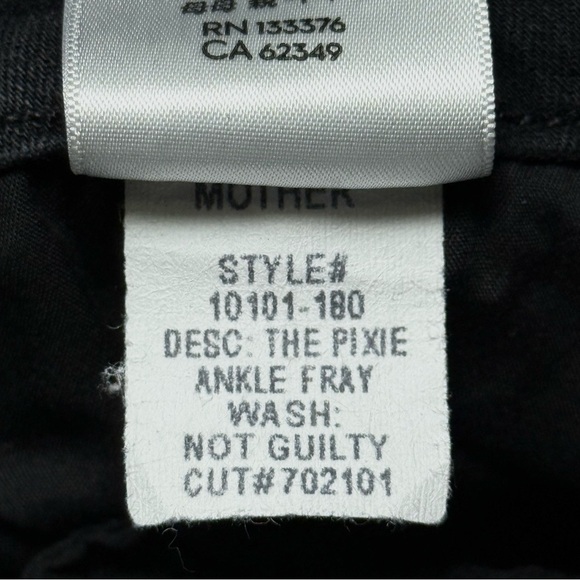 RN 133376
CA 62349
MOTHER
STYLE#
10101-180
DESC: THE PIXIE
ANKLE FRAY
WASH:
NOT GUILTY
CUT#702101